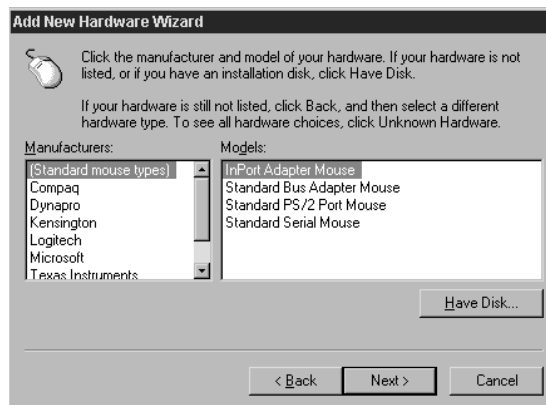 Add New Hardware Wizard
Click the manufacturer and model of your hardware. If your hardware is not
listed, or if you have an installation disk, click Have Disk.
If your hardware is still not listed, click Back, and then select a different
hardware type. To see all hardware choices, click Unknown Hardware.
Manufacturers:
(Standard mouse types)
Compaq
Dynapro
Kensington
Logitech
Microsoft
Texas Instruments
Models:
InPort Adapter Mouse
Standard Bus Adapter Mouse
Standard PS/2 Port Mouse
Standard Serial Mouse
Have Disk...
< Back
Next >
Cancel